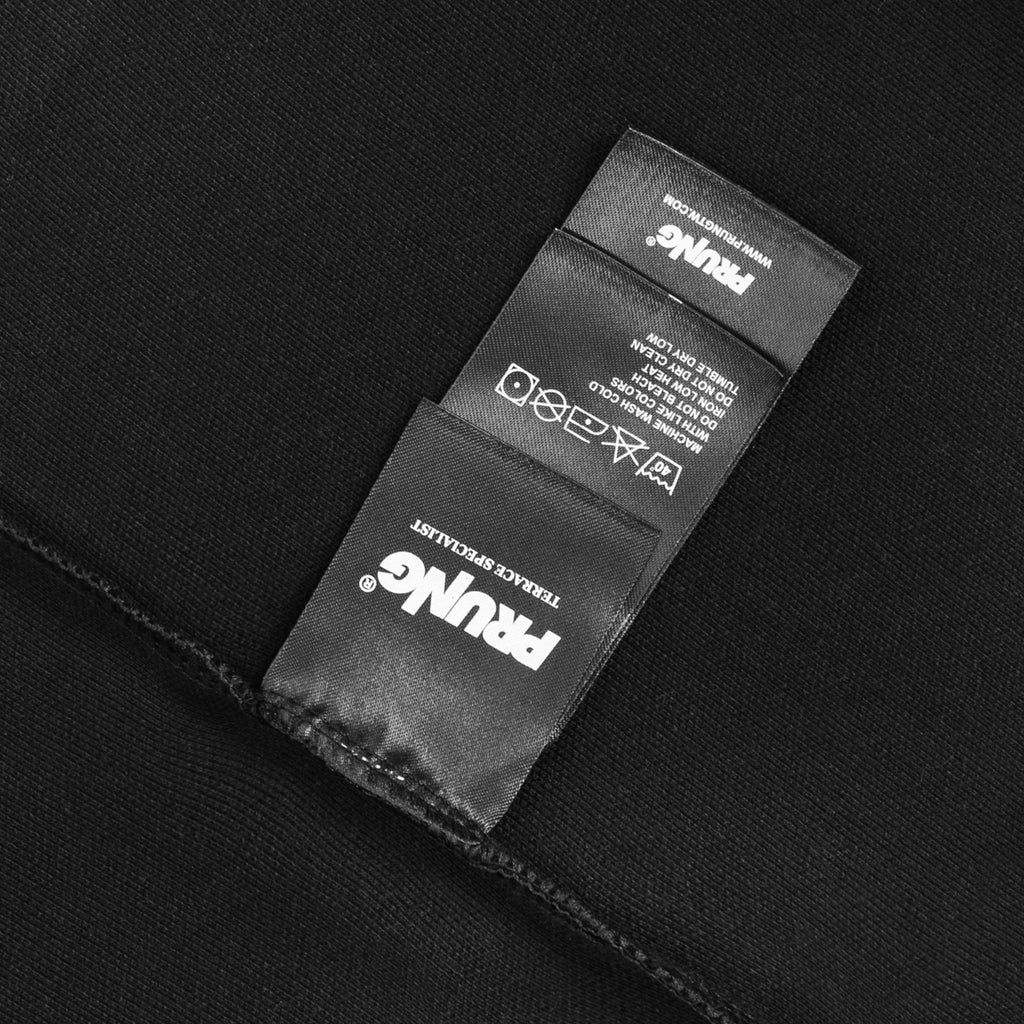 PRUNG®
TERRACE SPECIALIST
40°
MACHINE WASH COLD
WITH LIKE COLORS
DO NOT BLEACH
IRON LOW HEAT
DO NOT DRY CLEAN
TUMBLE DRY LOW
WWW.PRUNGTW.COM
PRUNG®